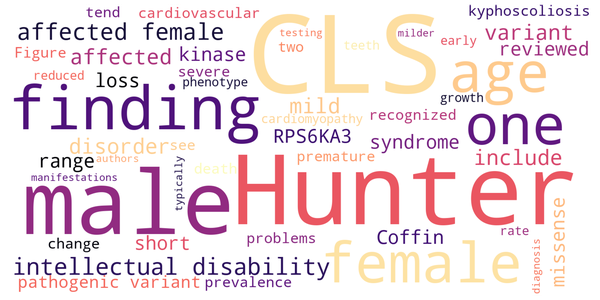 tend cardiovascular kyphoscoliosis
affected female CLS testing milder early variant
Figure affected kinase two teeth age reviewed
reduced loss severe phenotype mild growth
finding cardiomyopathy recognized one
disorder see RPS6KA3 syndrome
range authors death premature include
manifestations typically male Hunter missense
change short problems Coffin rate
intellectual disability female diagnosis
pathogenic variant prevalence